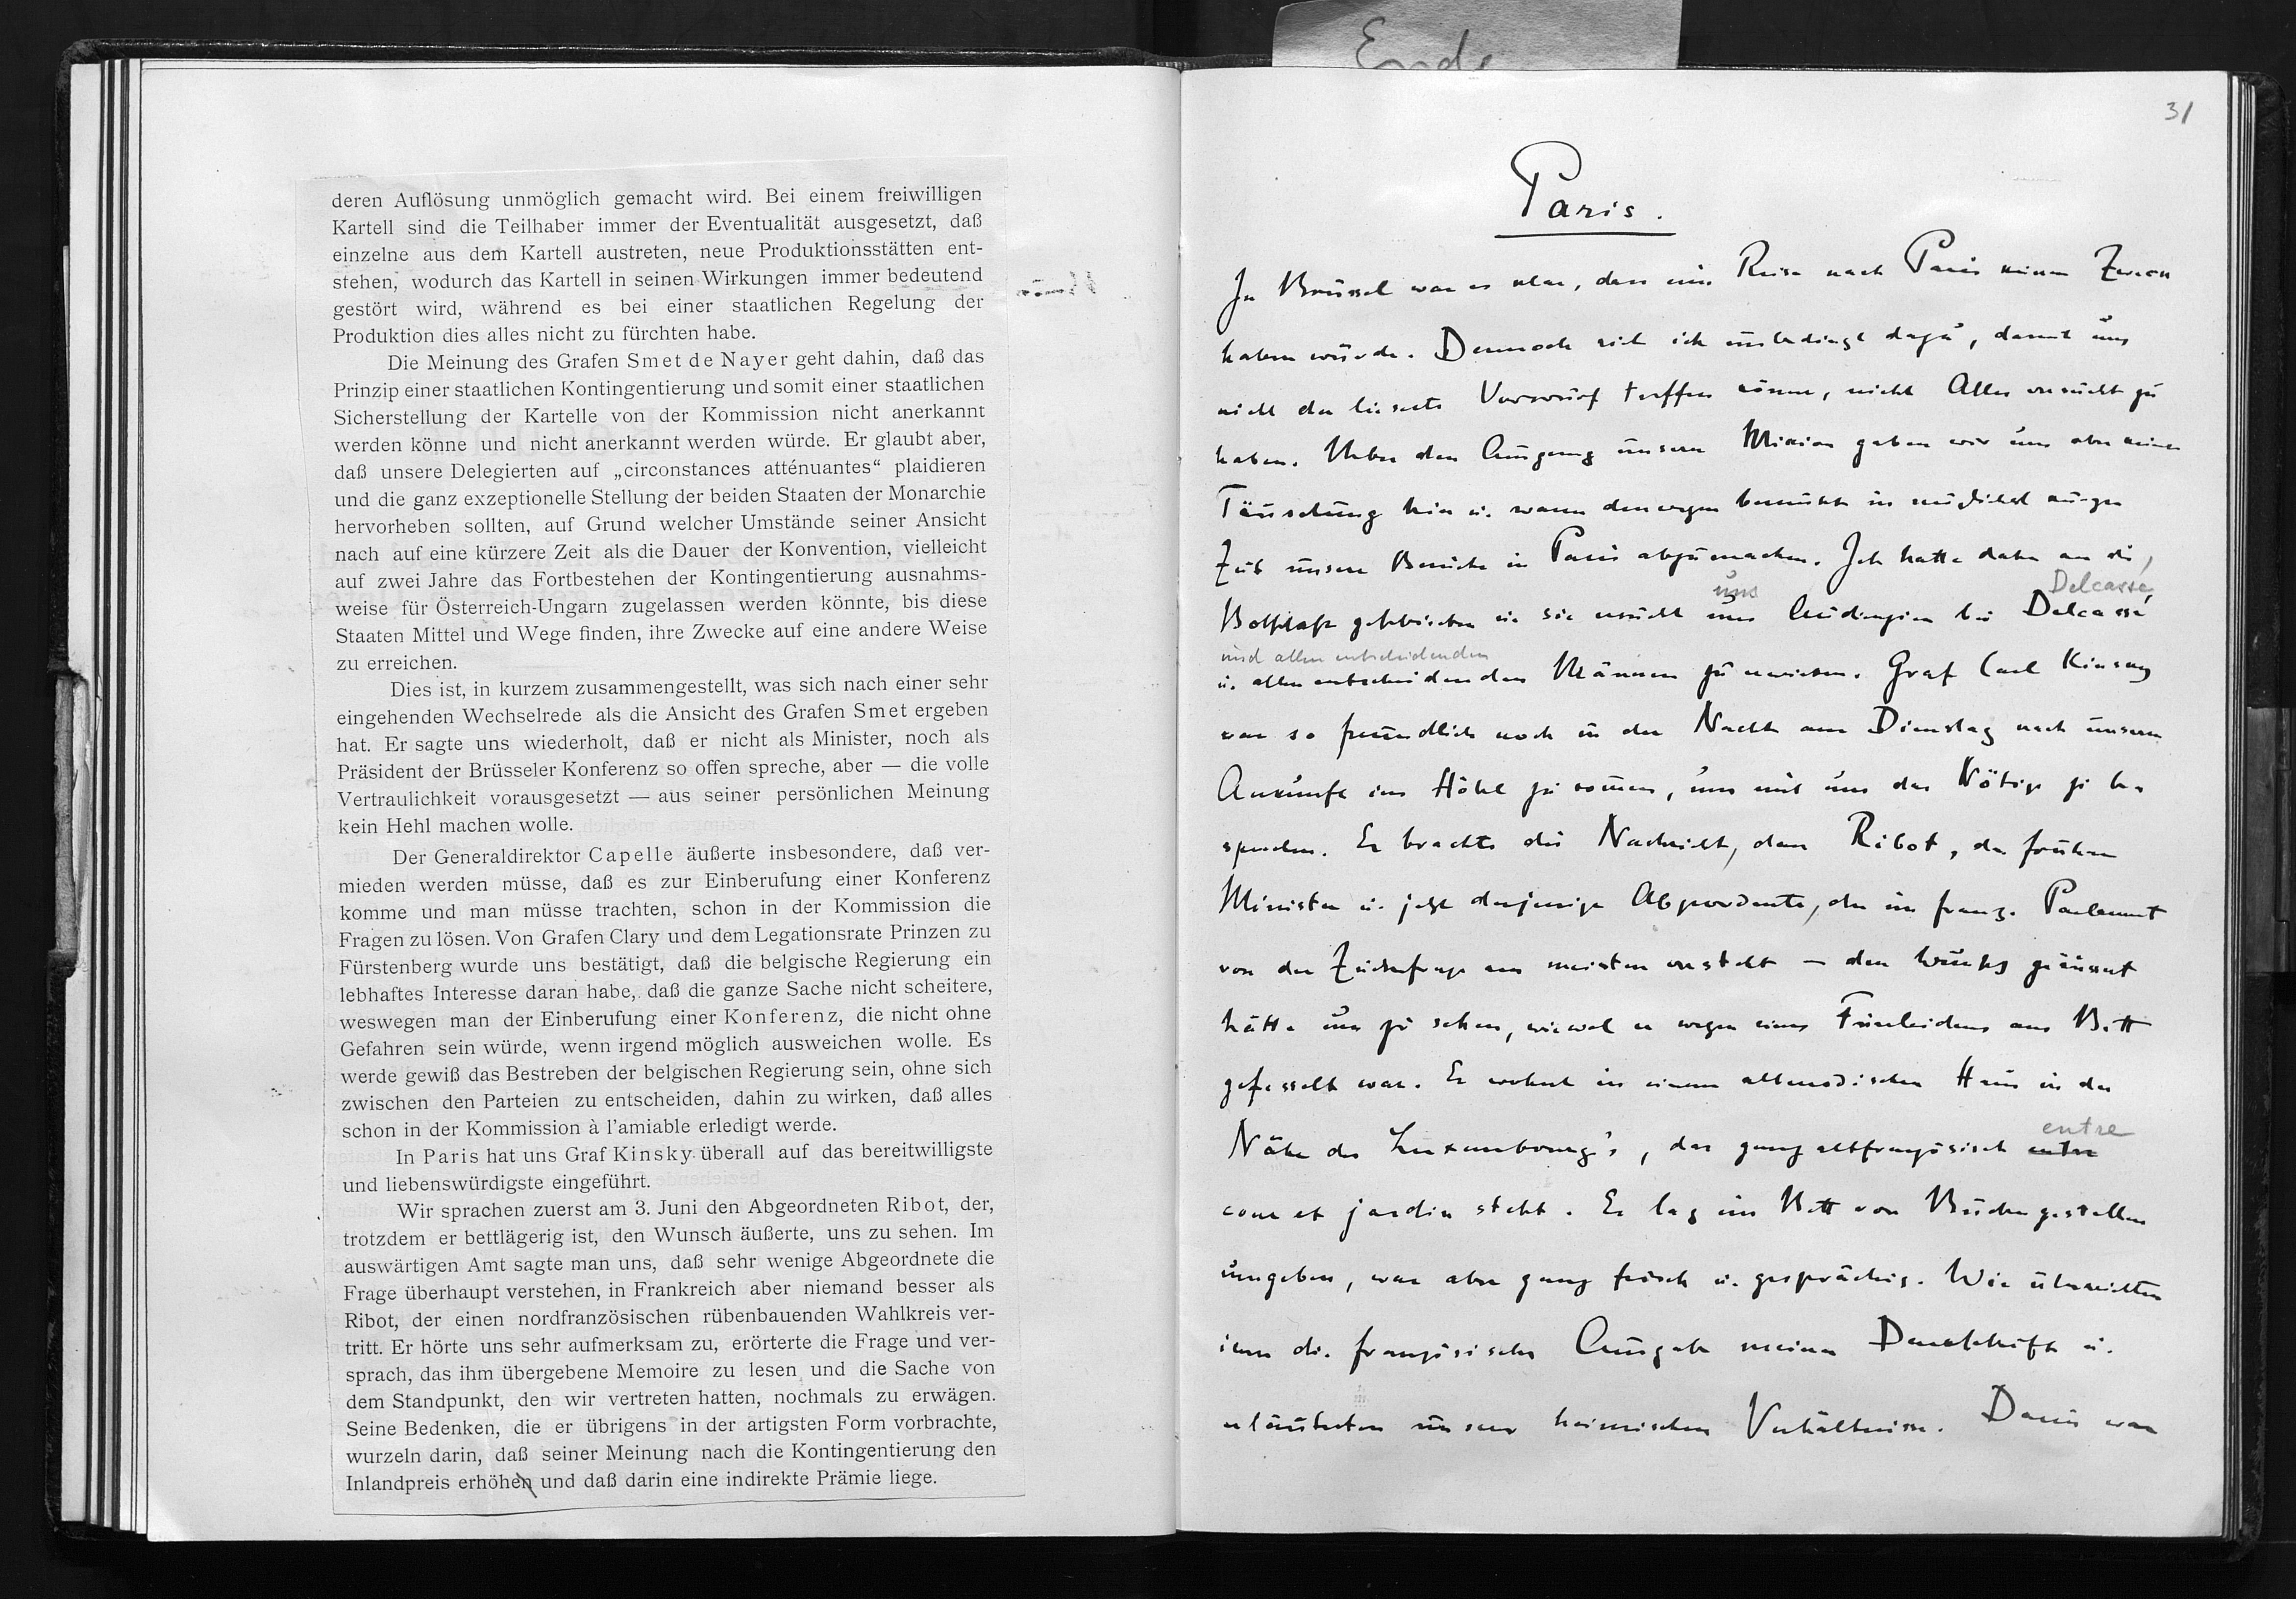 Ende
deren Auflösung unmöglich gemacht wird. Bei einem freiwilligen
Kartell sind die Teilhaber immer der Eventualität ausgesetzt, daß
einzelne aus dem Kartell austreten, neue Produktionsstätten ent-
stehen, wodurch das Kartell in seinen Wirkungen immer bedeutend
gestört wird, während es bei einer staatlichen Regelung der
Produktion dies alles nicht zu fürchten habe.
Die Meinung des Grafen Smet de Nayer geht dahin, daß das
Prinzip einer staatlichen Kontingentierung und somit einer staatlichen
Sicherstellung der Kartelle von der Kommission nicht anerkannt
werden könne und nicht anerkannt werden würde. Er glaubt aber,
daß unsere Delegierten auf „circonstances atténuantes“ plaidieren
und die ganz exzeptionelle Stellung der beiden Staaten der Monarchie
hervorheben sollten, auf Grund welcher Umstände seiner Ansicht
nach auf eine kürzere Zeit als die Dauer der Konvention, vielleicht
auf zwei Jahre das Fortbestehen der Kontingentierung ausnahms-
weise für Österreich-Ungarn zugelassen werden könnte, bis diese
Staaten Mittel und Wege finden, ihre Zwecke auf eine andere Weise
zu erreichen.
Dies ist, in kurzem zusammengestellt, was sich nach einer sehr
eingehenden Wechselrede als die Ansicht des Grafen Smet ergeben
hat. Er sagte uns wiederholt, daß er nicht als Minister, noch als
Präsident der Brüsseler Konferenz so offen spreche, aber — die volle
Vertraulichkeit vorausgesetzt — aus seiner persönlichen Meinung
kein Hehl machen wolle.
Der Generaldirektor Capelle äußerte insbesondere, daß ver-
mieden werden müsse, daß es zur Einberufung einer Konferenz
komme und man müsse trachten, schon in der Kommission die
Fragen zu lösen. Von Grafen Clary und dem Legationsrate Prinzen zu
Fürstenberg wurde uns bestätigt, daß die belgische Regierung ein
lebhaftes Interesse daran habe, daß die ganze Sache nicht scheitere,
weswegen man der Einberufung einer Konferenz, die nicht ohne
Gefahren sein würde, wenn irgend möglich ausweichen wolle. Es
werde gewiß das Bestreben der belgischen Regierung sein, ohne sich
zwischen den Parteien zu entscheiden, dahin zu wirken, daß alles
schon in der Kommission à l'amiable erledigt werde.
In Paris hat uns Graf Kinsky überall auf das bereitwilligste
und liebenswürdigste eingeführt.
Wir sprachen zuerst am 3. Juni den Abgeordneten Ribot, der,
trotzdem er bettlägerig ist, den Wunsch äußerte, uns zu sehen. Im
auswärtigen Amt sagte man uns, daß sehr wenige Abgeordnete die
Frage überhaupt verstehen, in Frankreich aber niemand besser als
Ribot, der einen nordfranzösischen rübenbauenden Wahlkreis ver-
tritt. Er hörte uns sehr aufmerksam zu, erörterte die Frage und ver-
sprach, das ihm übergebene Memoire zu lesen und die Sache von
dem Standpunkt, den wir vertreten hatten, nochmals zu erwägen.
Seine Bedenken, die er übrigens in der artigsten Form vorbrachte,
wurzeln darin, daß seiner Meinung nach die Kontingentierung den
Inlandpreis erhöhen und daß darin eine indirekte Prämie liege.
31
Paris.
In Brüssel war es klar, dass eine Reise nach Paris keinen Zweck
haben würde. Dennoch riet ich unbedingt dazu, damit uns
nicht der leiseste Vorwurf treffen könne, nicht Alles versucht zu
haben. Ueber den Ausgang unserer Mission gaben wir uns aber keiner
Täuschung hin u. waren deswegen bemüht in möglichst kurzer
Zeit unsere Besuche in Paris abzumachen. Ich hatte daher an die
uns Delcassé,
Botschaft geschrieben u. sie ersucht uns Audienzen bei Delcassé
und allen entscheidenden
u. allen entscheidenden Männern zu erwirken. Graf Carl Kinsky
war so freundlich noch in der Nacht am Dienstag nach unserer
Ankunft ins Hôtel zu kommen, um mit uns das Nötige zu be-
sprechen. Er brachte die Nachricht, dass Ribot, der frühere
Minister u. jetzt derjenige Abgeordnete, der im franz. Parlament
von der Zuckerfrage am meisten versteht – den Wunsch geäussert
hätte uns zu sehen, wiewol er wegen eines Fussleidens ans Bett
gefesselt war. Er wohnt in einem altmodischen Haus in der
entre
Nähe des Luxembourg's, das ganz altfranzösisch entre
cour et jardin steht. Er lag im Bett von Büchergestellen
umgeben, war aber ganz frisch u. gesprächig. Wir überreichten
ihm die französische Ausgabe meiner Denkschrift u.
erläuterten unsere heimischen Verhältnisse. Darin war